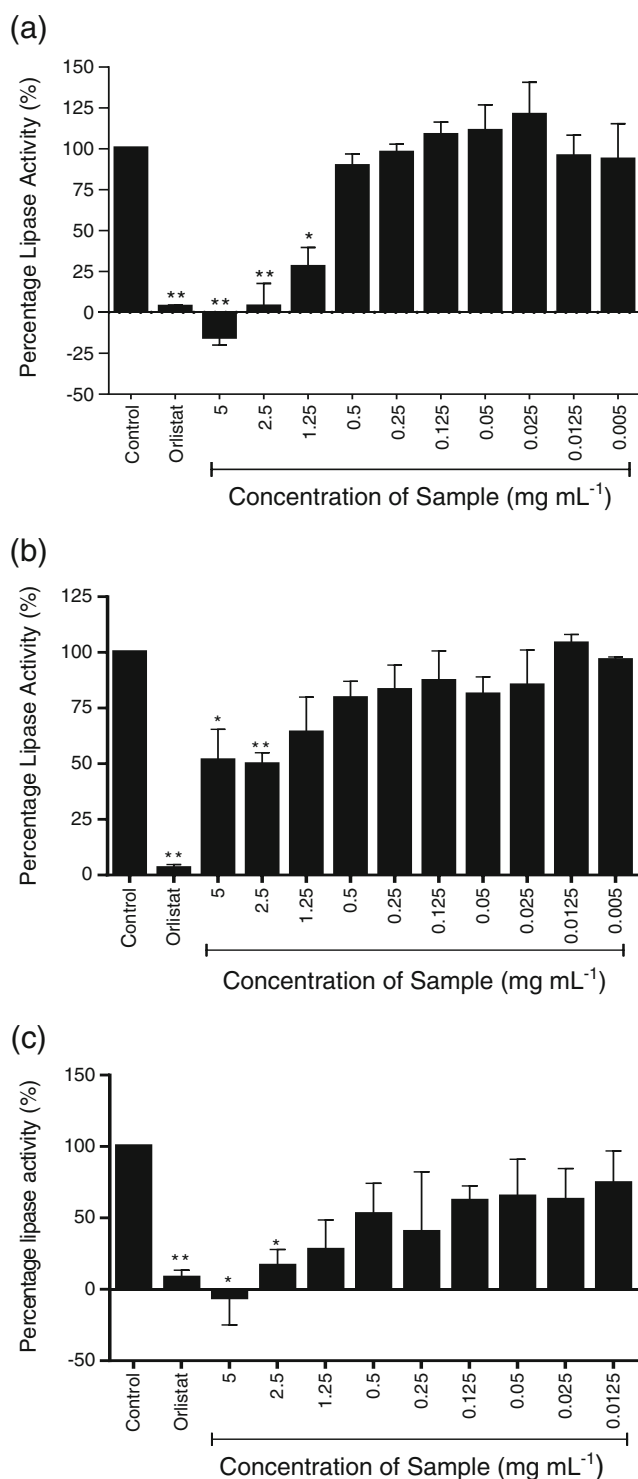 (a)
150
125
100
75
50
25
0
-25
-50
Percentage Lipase Activity (%)
** ** ** *
Control Orlistat 5 2.5 1.25 0.5 0.25 0.125 0.05 0.025 0.0125 0.005
Concentration of Sample (mg mL-1)
(b)
125
100
75
50
25
0
Percentage Lipase Activity (%)
** * **
Control Orlistat 5 2.5 1.25 0.5 0.25 0.125 0.05 0.025 0.0125 0.005
Concentration of Sample (mg mL-1)
(c)
150
100
50
0
-50
Percentage lipase activity (%)
** * *
Control Orlistat 5 2.5 1.25 0.5 0.25 0.125 0.05 0.025 0.0125
Concentration of Sample (mg mL-1)